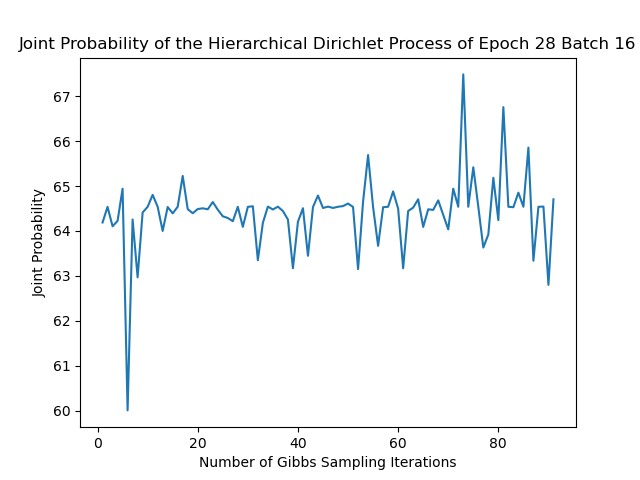 Joint Probability of the Hierarchical Dirichlet Process of Epoch 28 Batch 16
67
66
65
64
63
62
61
60
Joint Probability
0 20 40 60 80
Number of Gibbs Sampling Iterations